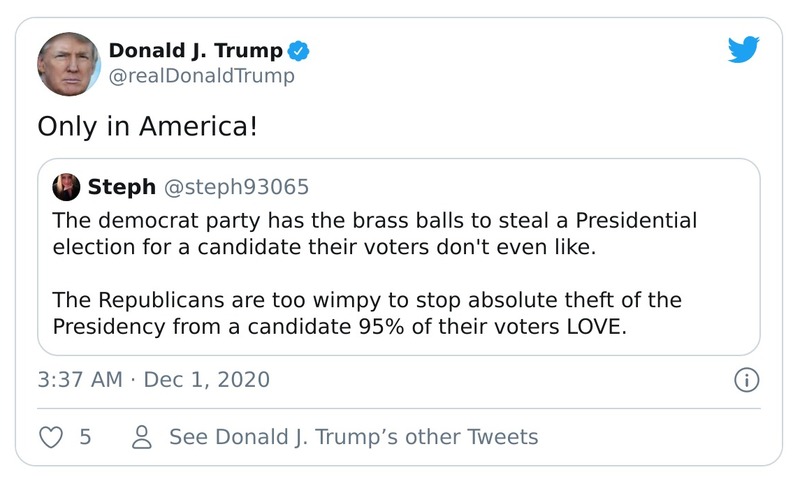 Donald J. Trump
@realDonaldTrump
Only in America!
Steph @steph93065
The democrat party has the brass balls to steal a Presidential
election for a candidate their voters don't even like.
The Republicans are too wimpy to stop absolute theft of the
Presidency from a candidate 95% of their voters LOVE.
3:37 AM · Dec 1, 2020
5 See Donald J. Trump’s other Tweets